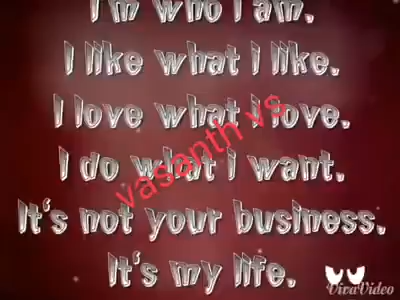 I'm who I am.
I like what I like.
I love what I love.
I do what I want.
It's not your business.
It's my life.
vasanth vs
VivaVideo